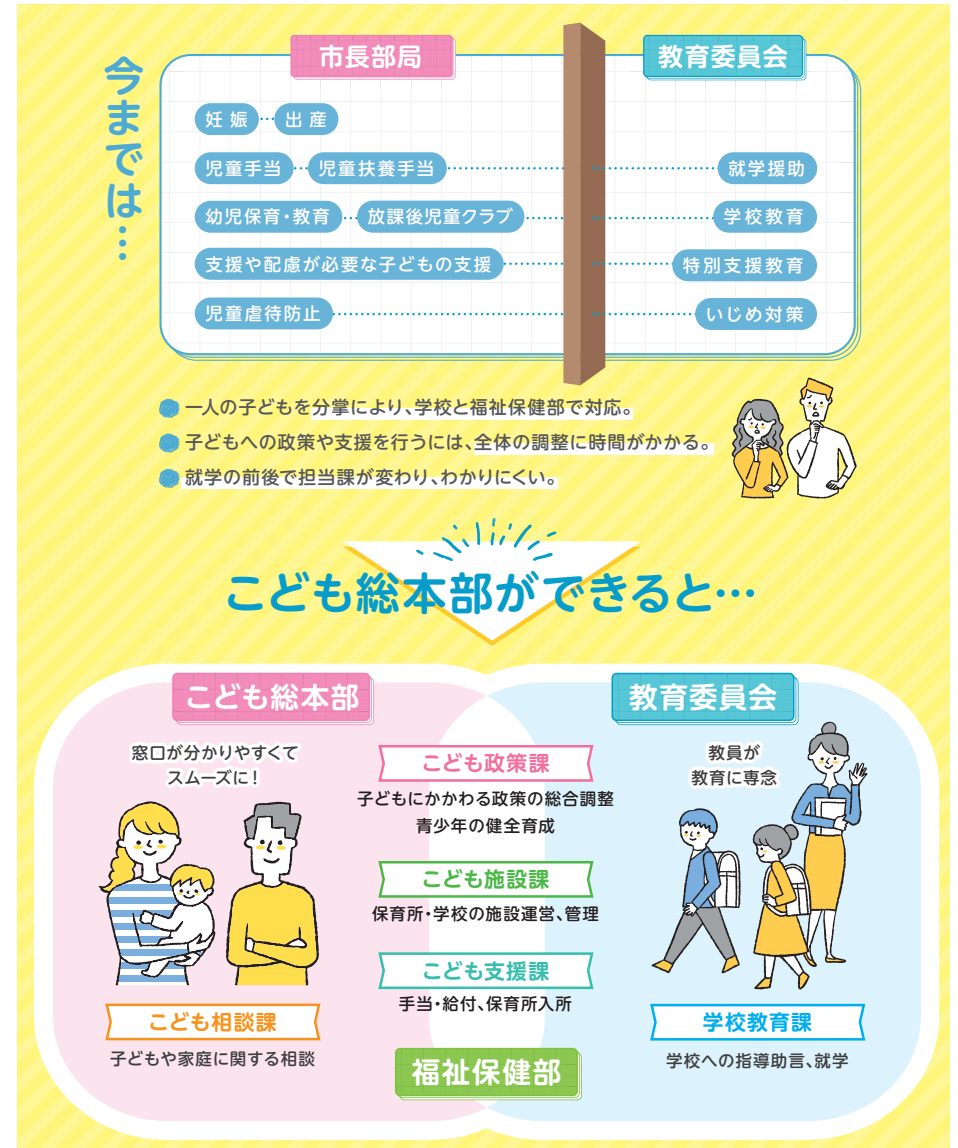 今までは…
市長部局
教育委員会
妊娠…出産
児童手当…児童扶養手当
就学援助
幼児保育・教育…放課後児童クラブ
学校教育
支援や配慮が必要な子どもの支援
特別支援教育
児童虐待防止
いじめ対策
一人の子どもを分掌により、学校と福祉保健部で対応。
子どもへの政策や支援を行うには、全体の調整に時間がかかる。
就学の前後で担当課が変わり、わかりにくい。
こども総本部ができると…
こども総本部
教育委員会
窓口が分かりやすくて
スムーズに!
こども政策課
子どもにかかわる政策の総合調整
青少年の健全育成
教員が
教育に専念
こども施設課
保育所・学校の施設運営、管理
こども支援課
手当・給付、保育所入所
こども相談課
子どもや家庭に関する相談
学校教育課
学校への指導助言、就学
福祉保健部